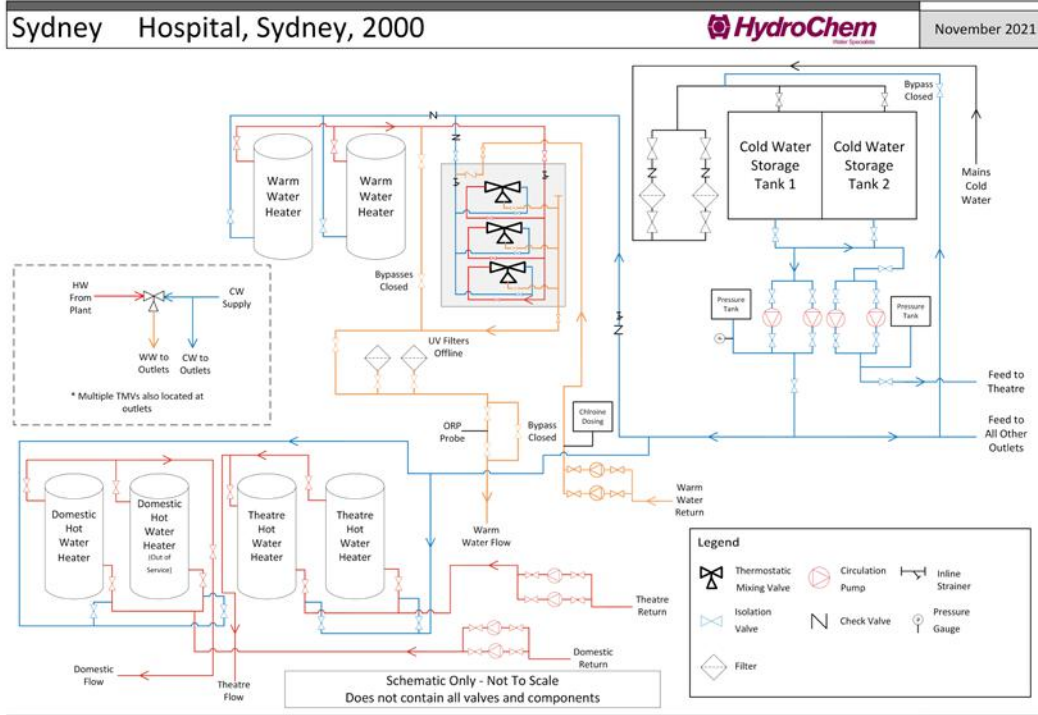 Sydney Hospital, Sydney, 2000
HydroChem
Water Specialists
November 2021
Bypass
Closed
Cold Water
Storage
Tank 1
Cold Water
Storage
Tank 2
Mains
Cold
Water
Warm
Water
Heater
Warm
Water
Heater
Bypasses
Closed
HW
From
Plant
CW
Supply
WW to
Outlets
CW to
Outlets
* Multiple TMVs also located at
outlets
UV Filters
Offline
Pressure
Tank
Pressure
Tank
Feed to
Theatre
Feed to
All Other
Outlets
ORP
Probe
Bypass
Closed
Chlroine
Dosing
Warm
Water
Return
Warm
Water Flow
Domestic
Hot
Water
Heater
Domestic
Hot
Water
Heater
(Out of
Service)
Theatre
Hot
Water
Heater
Theatre
Hot
Water
Heater
Theatre
Return
Domestic
Return
Domestic
Flow
Theatre
Flow
Schematic Only - Not To Scale
Does not contain all valves and components
Legend
Thermostatic
Mixing Valve
Circulation
Pump
Inline
Strainer
Isolation
Valve
Check Valve
Pressure
Gauge
Filter